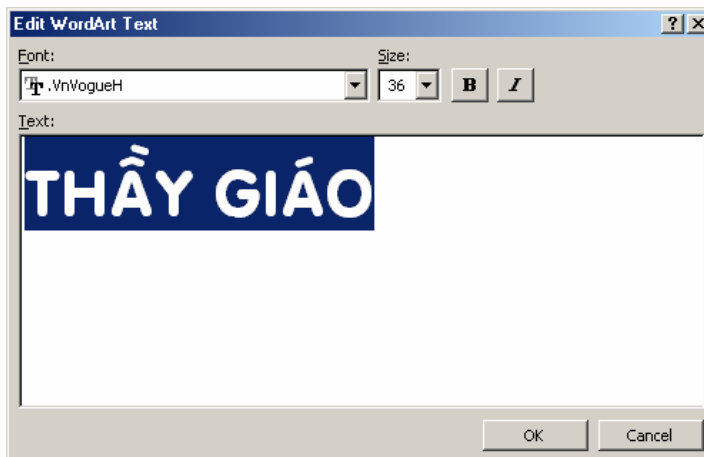 Edit WordArt Text
Font:
Size:
.VnVogueH
36
B
I
Text:
THẦY GIÁO
OK
Cancel